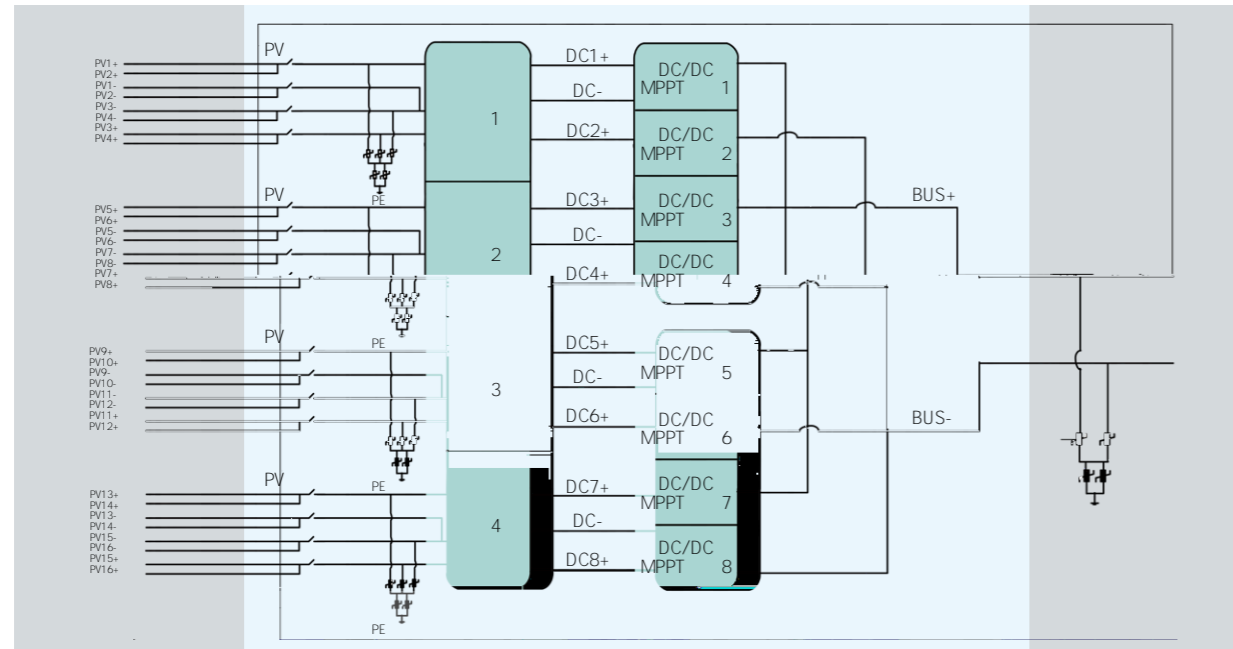 PV
PV1+
PV2+
PV1-
PV2-
PV3-
PV4-
PV3+
PV4+
PE
1
DC1+
DC-
DC2+
DC/DC
MPPT 1
DC/DC
MPPT 2
PV
PV5+
PV6+
PV5-
PV6-
PV7-
PV8-
PV7+
PV8+
PE
2
DC3+
DC-
DC4+
DC/DC
MPPT 3
DC/DC
MPPT 4
BUS+
PV
PV9+
PV10+
PV9-
PV10-
PV11-
PV12-
PV11+
PV12+
PE
3
DC5+
DC-
DC6+
DC/DC
MPPT 5
DC/DC
MPPT 6
BUS-
PV
PV13+
PV14+
PV13-
PV14-
PV15-
PV16-
PV15+
PV16+
PE
4
DC7+
DC-
DC8+
DC/DC
MPPT 7
DC/DC
MPPT 8